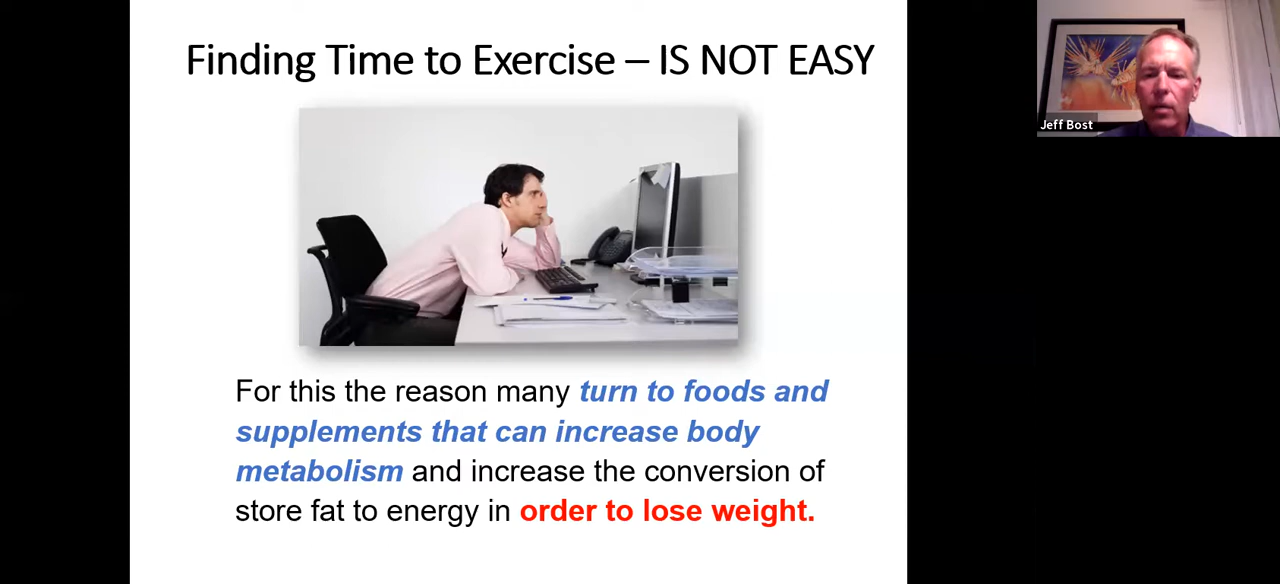 Finding Time to Exercise – IS NOT EASY
Jeff Bost
For this the reason many turn to foods and
supplements that can increase body
metabolism and increase the conversion of
store fat to energy in order to lose weight.